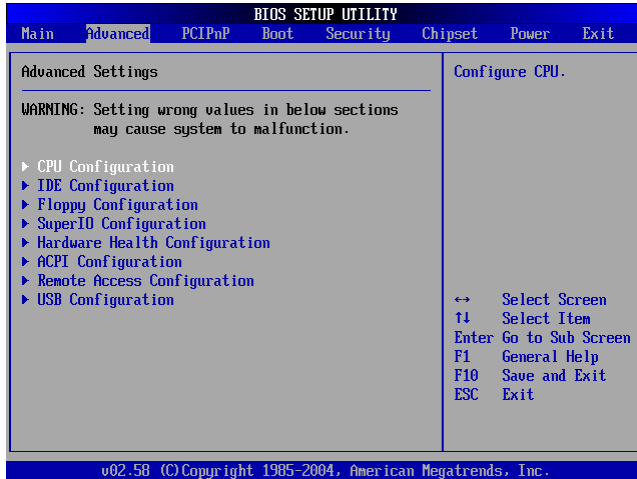 BIOS SETUP UTILITY
Main Advanced PCIPnP Boot Security Chipset Power Exit
Advanced Settings
WARNING: Setting wrong values in below sections
may cause system to malfunction.
▶ CPU Configuration
▶ IDE Configuration
▶ Floppy Configuration
▶ SuperIO Configuration
▶ Hardware Health Configuration
▶ ACPI Configuration
▶ Remote Access Configuration
▶ USB Configuration
Configure CPU.
↔ Select Screen
↑↓ Select Item
Enter Go to Sub Screen
F1 General Help
F10 Save and Exit
ESC Exit
v02.58 (C)Copyright 1985-2004, American Megatrends, Inc.